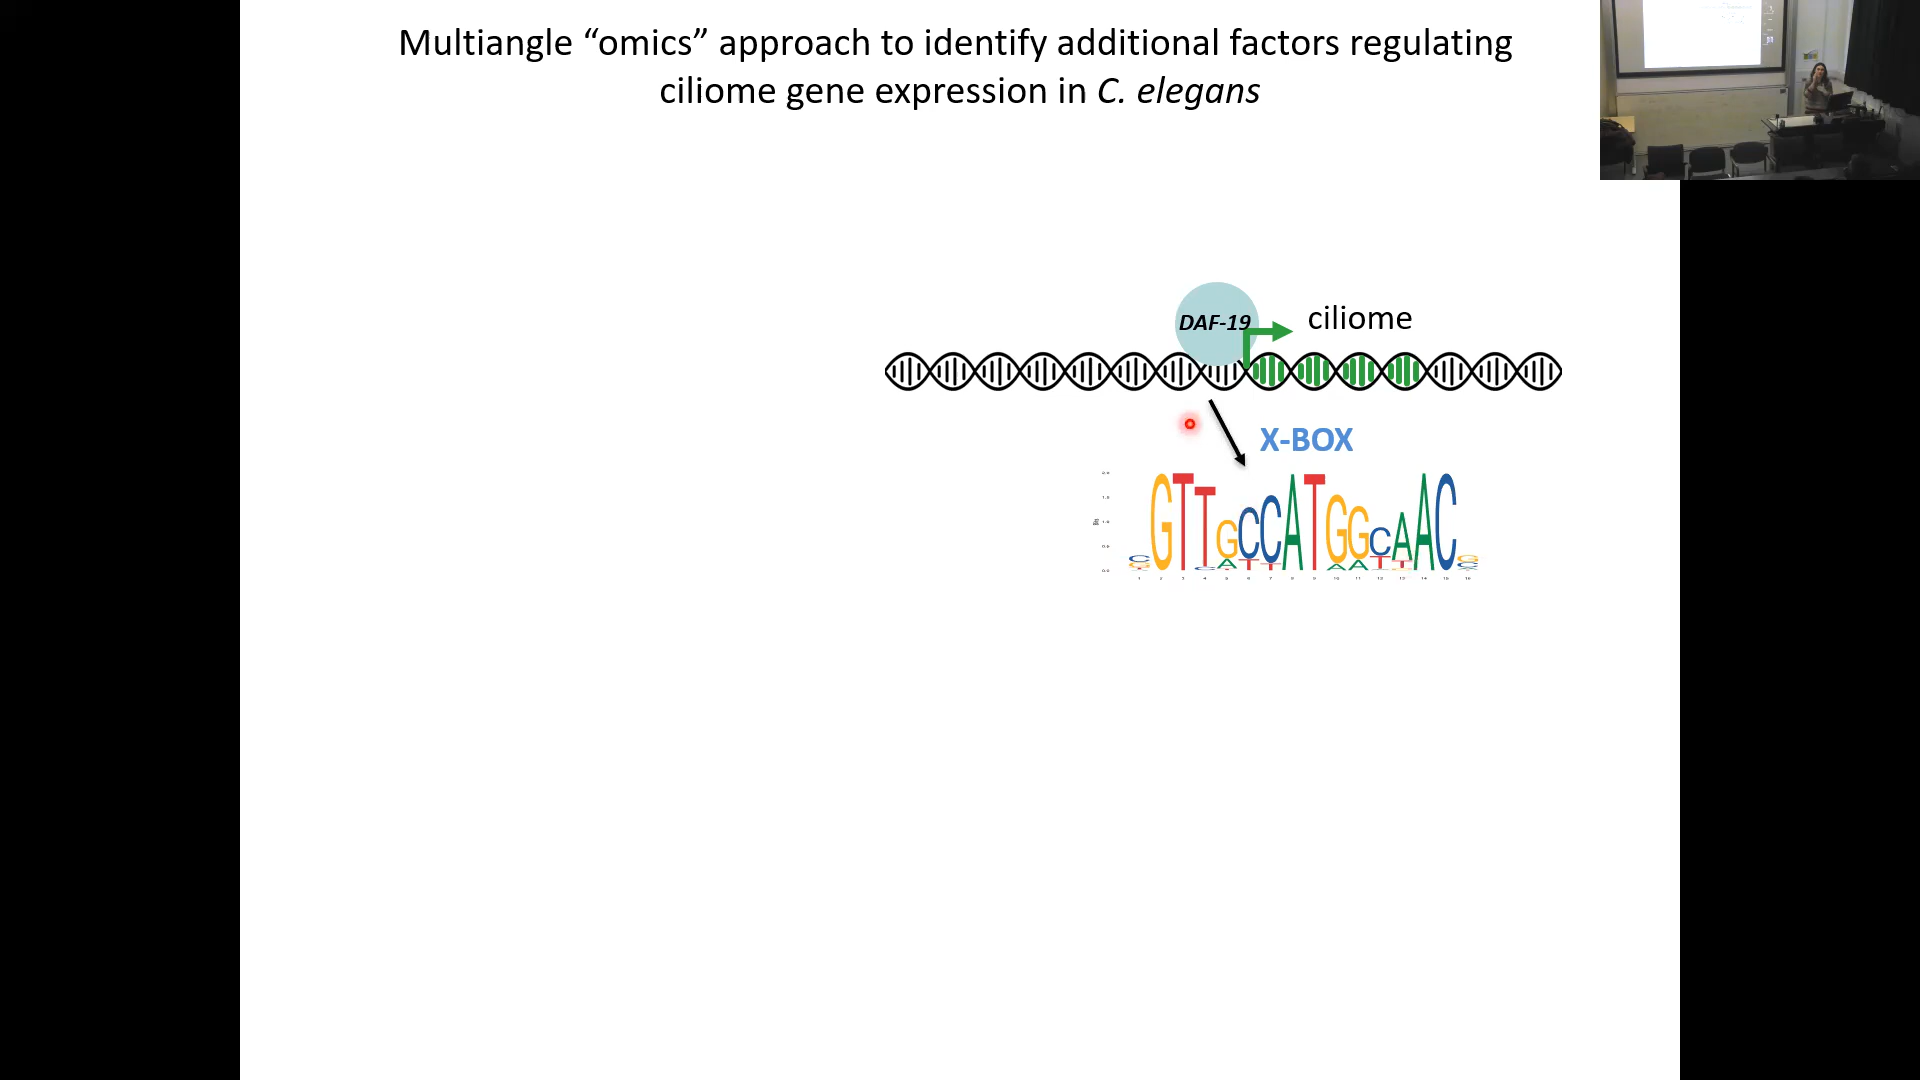 Multiangle “omics” approach to identify additional factors regulating
ciliome gene expression in C. elegans
DAF-19
ciliome
X-BOX
GTTGCCATGGCAAC